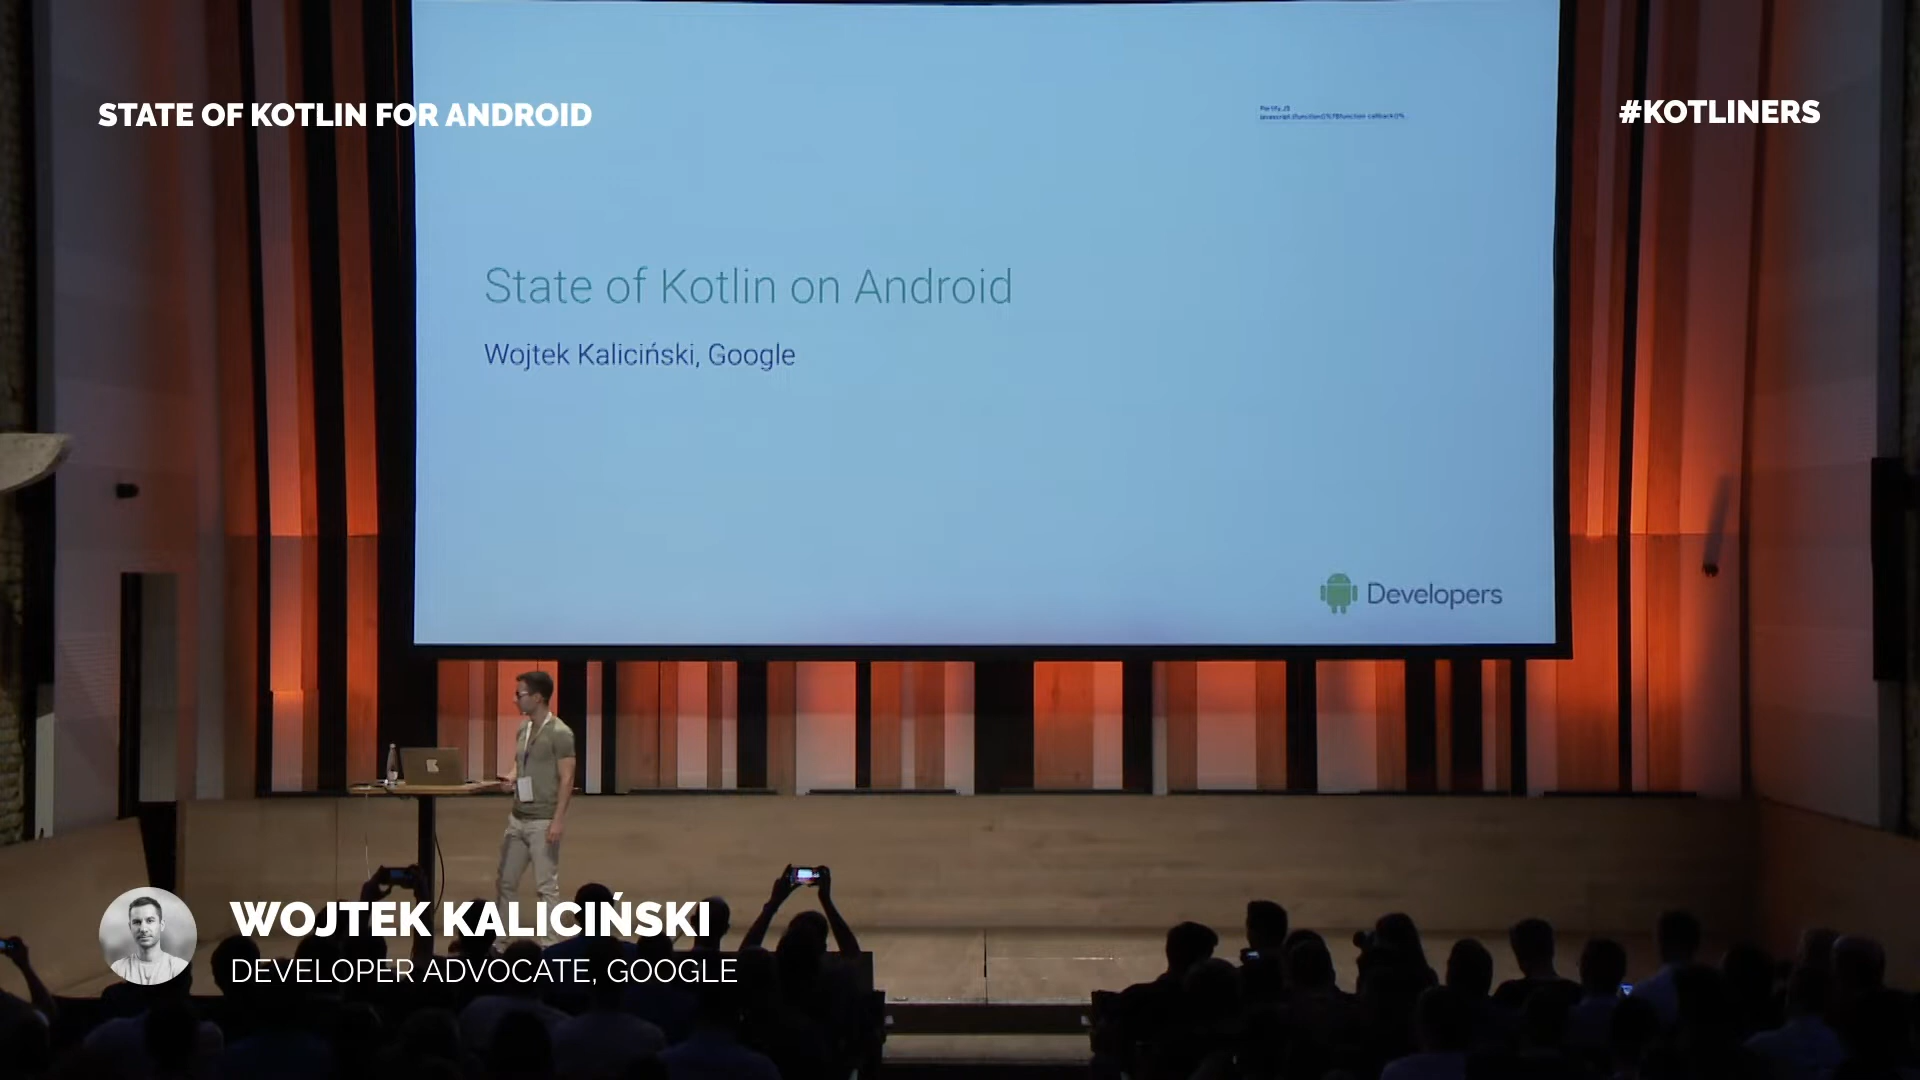 STATE OF KOTLIN FOR ANDROID
#KOTLINERS
State of Kotlin on Android
Wojtek Kaliciński, Google
Developers
WOJTEK KALICIŃSKI
DEVELOPER ADVOCATE, GOOGLE